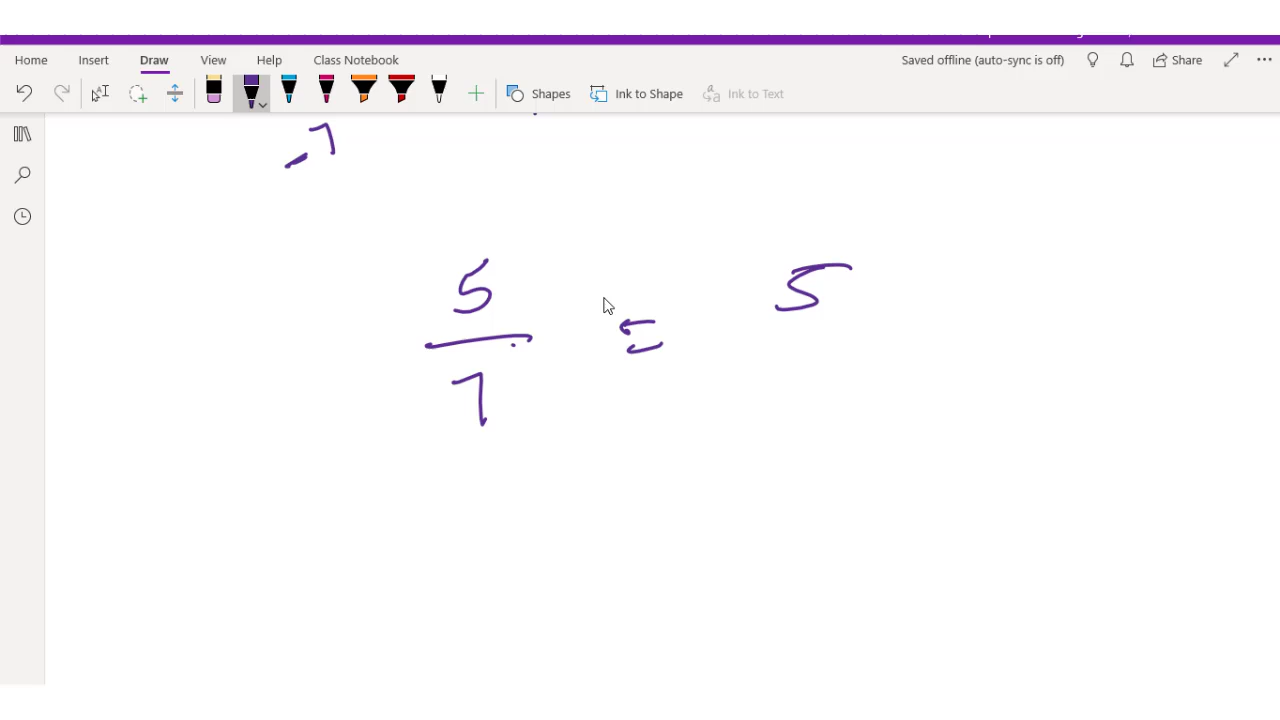 Home Insert Draw View Help Class Notebook Saved offline (auto-sync is off) Share
Shapes Ink to Shape Ink to Text
-7
5 = 5
7